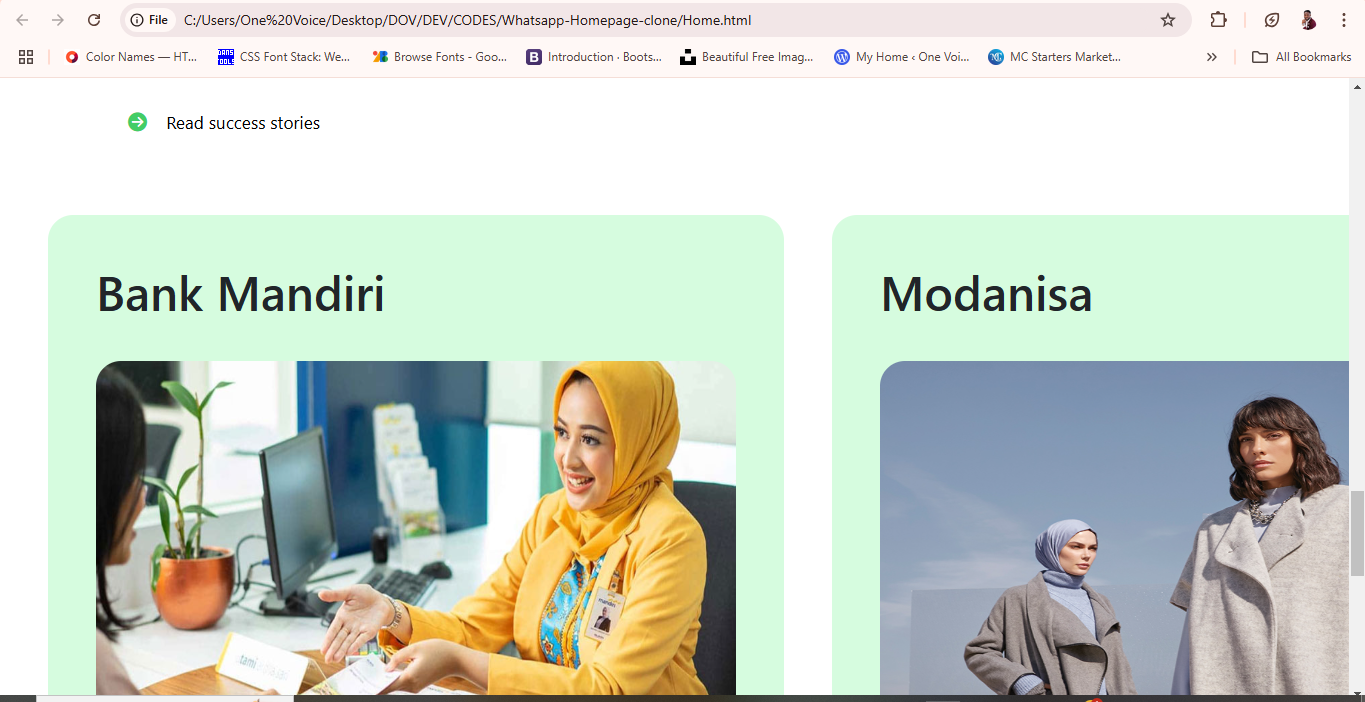 File
C:/Users/One%20Voice/Desktop/DOV/DEV/CODES/Whatsapp-Homepage-clone/Home.html
Color Names — HT...
CSS Font Stack: We...
Browse Fonts - Goo...
Introduction · Boots...
Beautiful Free Imag...
My Home ‹ One Voi...
MC Starters Market...
All Bookmarks
Read success stories
Bank Mandiri
Modanisa
mandiri